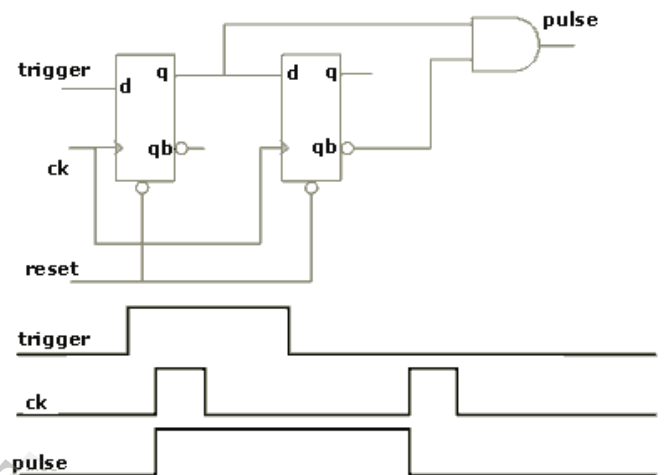 pulse
trigger
d
q
d
q
qb
qb
ck
reset
trigger
ck
pulse